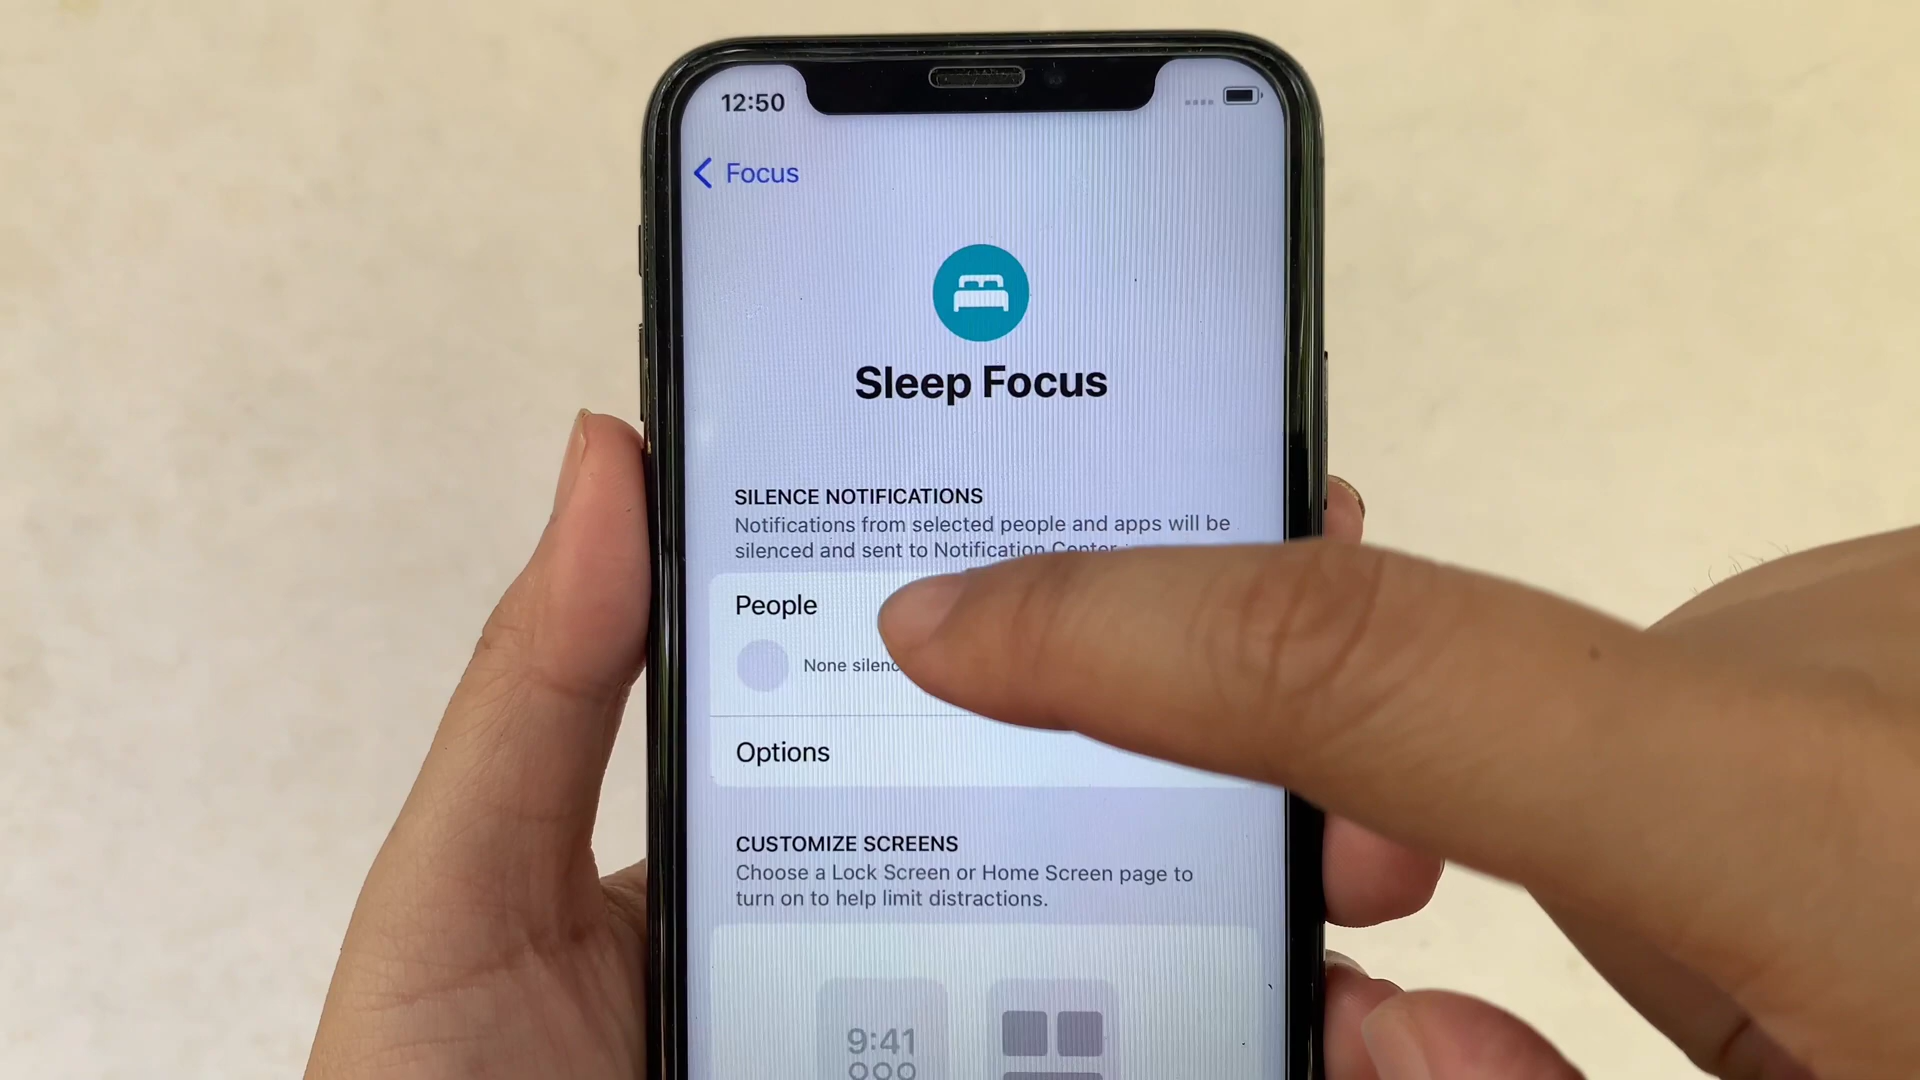 12:50
Focus
Sleep Focus
SILENCE NOTIFICATIONS
Notifications from selected people and apps will be
silenced and sent to Notification Center
People
None
Options
CUSTOMIZE SCREENS
Choose a Lock Screen or Home Screen page to
turn on to help limit distractions.
9:41